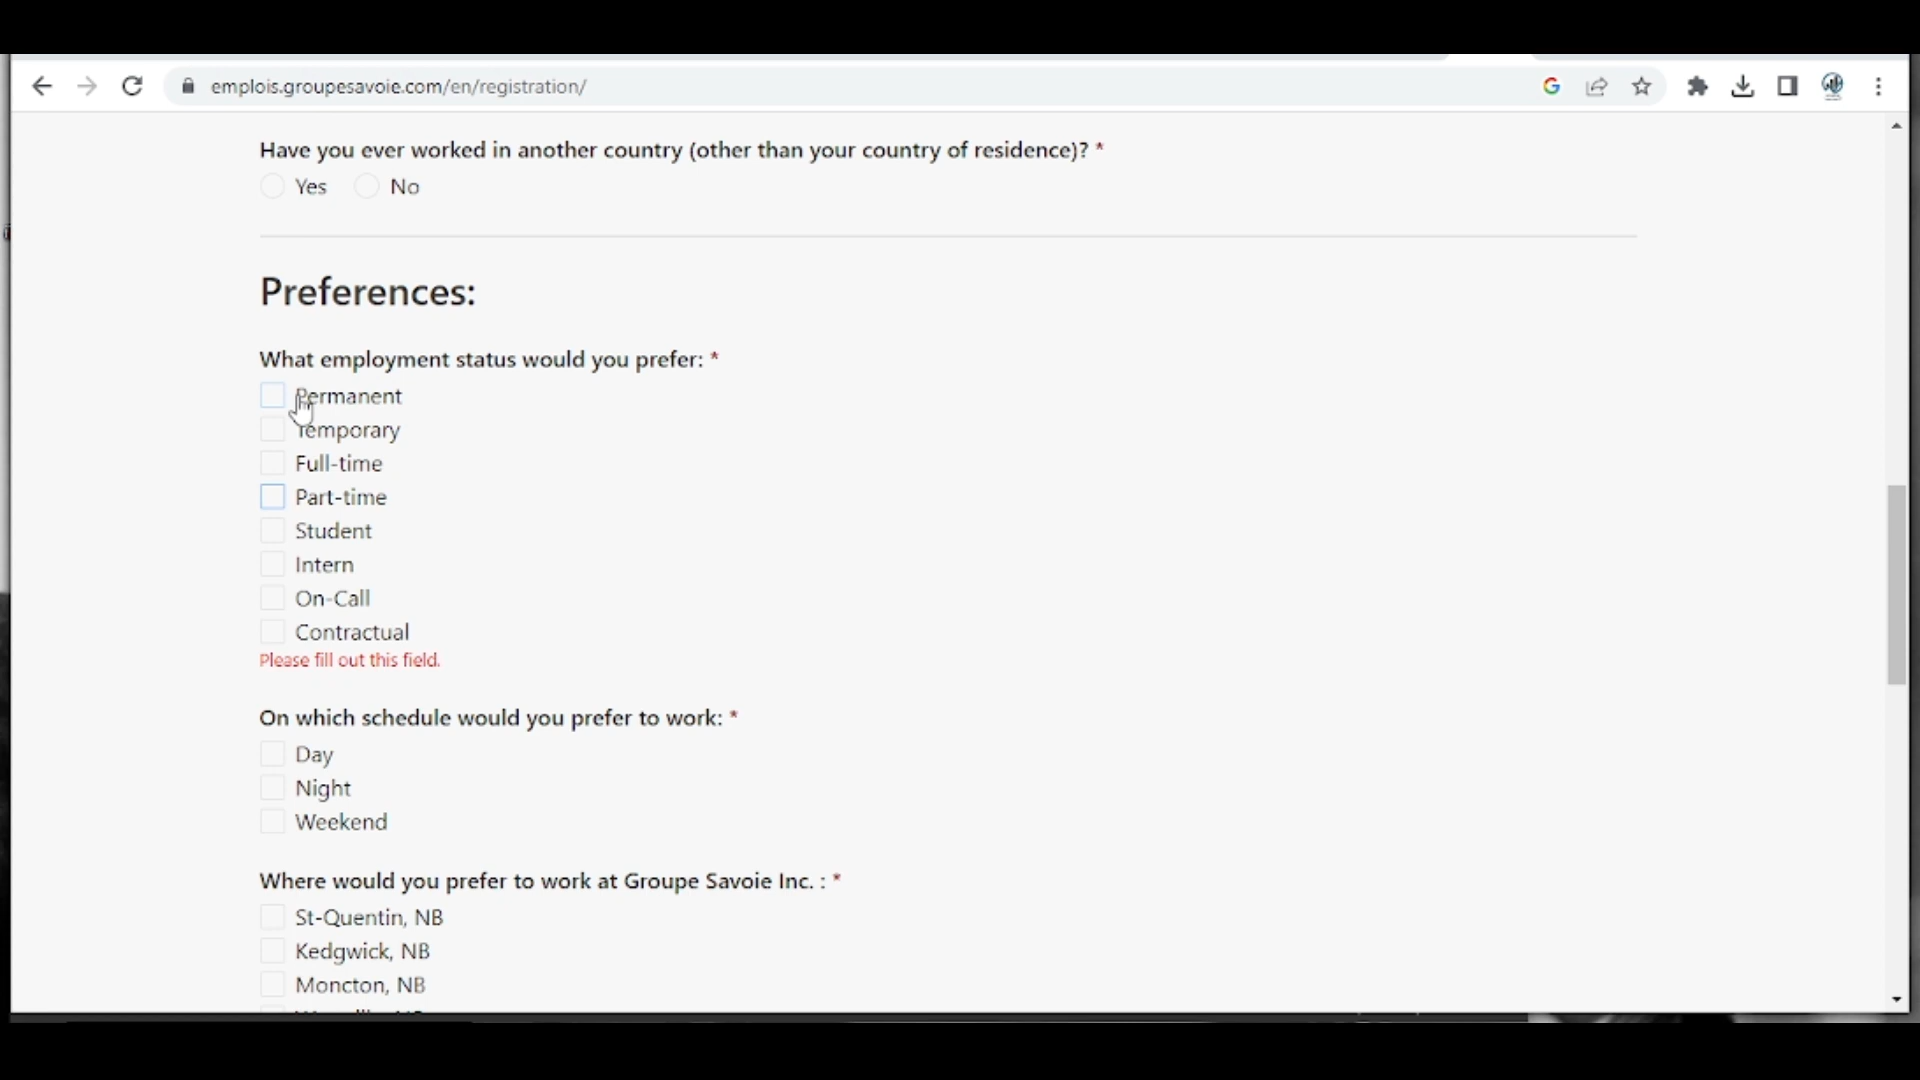 emplois.groupesavoie.com/en/registration/
Have you ever worked in another country (other than your country of residence)? *
Yes No
Preferences:
What employment status would you prefer: *
Permanent
Temporary
Full-time
Part-time
Student
Intern
On-Call
Contractual
Please fill out this field.
On which schedule would you prefer to work: *
Day
Night
Weekend
Where would you prefer to work at Groupe Savoie Inc. : *
St-Quentin, NB
Kedgwick, NB
Moncton, NB